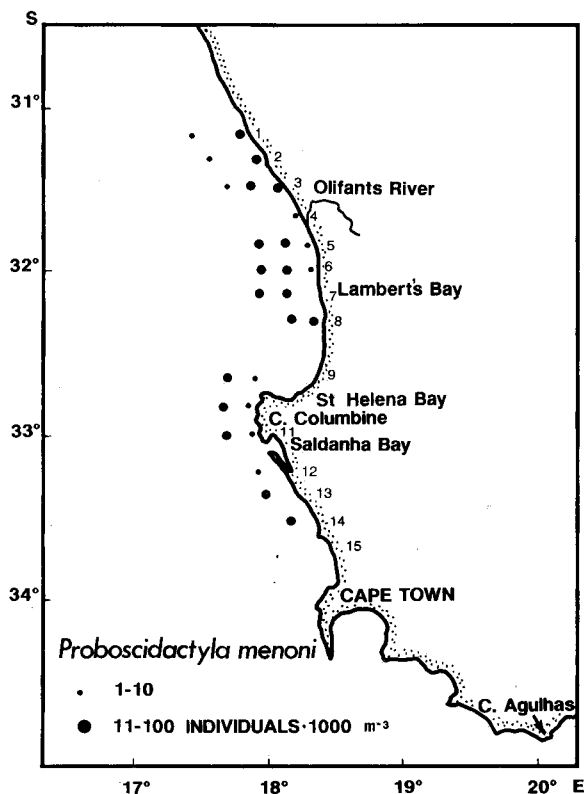 S
31°
1
2
3
Olifants River
4
5
32°
6
7
Lambert's Bay
8
9
St Helena Bay
C. Columbine
33°
11
Saldanha Bay
12
13
14
15
34°
CAPE TOWN
Proboscidactyla menoni
1-10
C. Agulhas
11-100 INDIVIDUALS·1000 m⁻³
17° 18° 19° 20° E